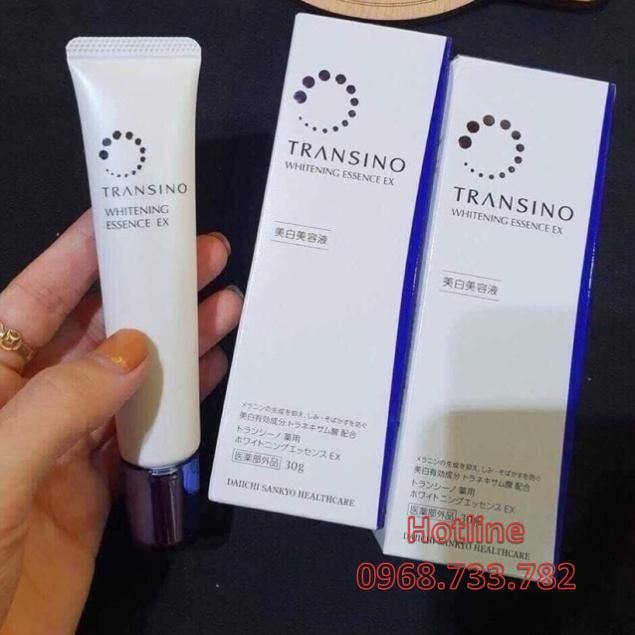 TRANSINO
WHITENING
ESSENCE EX
TRANSINO
WHITENING ESSENCE EX
美白美容液
メラニンの生成を抑え、しみ・そばかすを防ぐ
美白有効成分 トラネキサム酸 配合
トランシーノ 薬用
ホワイトニングエッセンス EX
医薬部外品 30g
DAIICHI SANKYO HEALTHCARE
TRANSINO
WHITENING ESSENCE EX
美白美容液
メラニンの生成を抑え、しみ・そばかすを防ぐ
美白有効成分 トラネキサム酸 配合
トランシーノ 薬用
ホワイトニングエッセンス EX
医薬部外品 30g
DAIICHI SANKYO HEALTHCARE
Hotline
0968.733.782